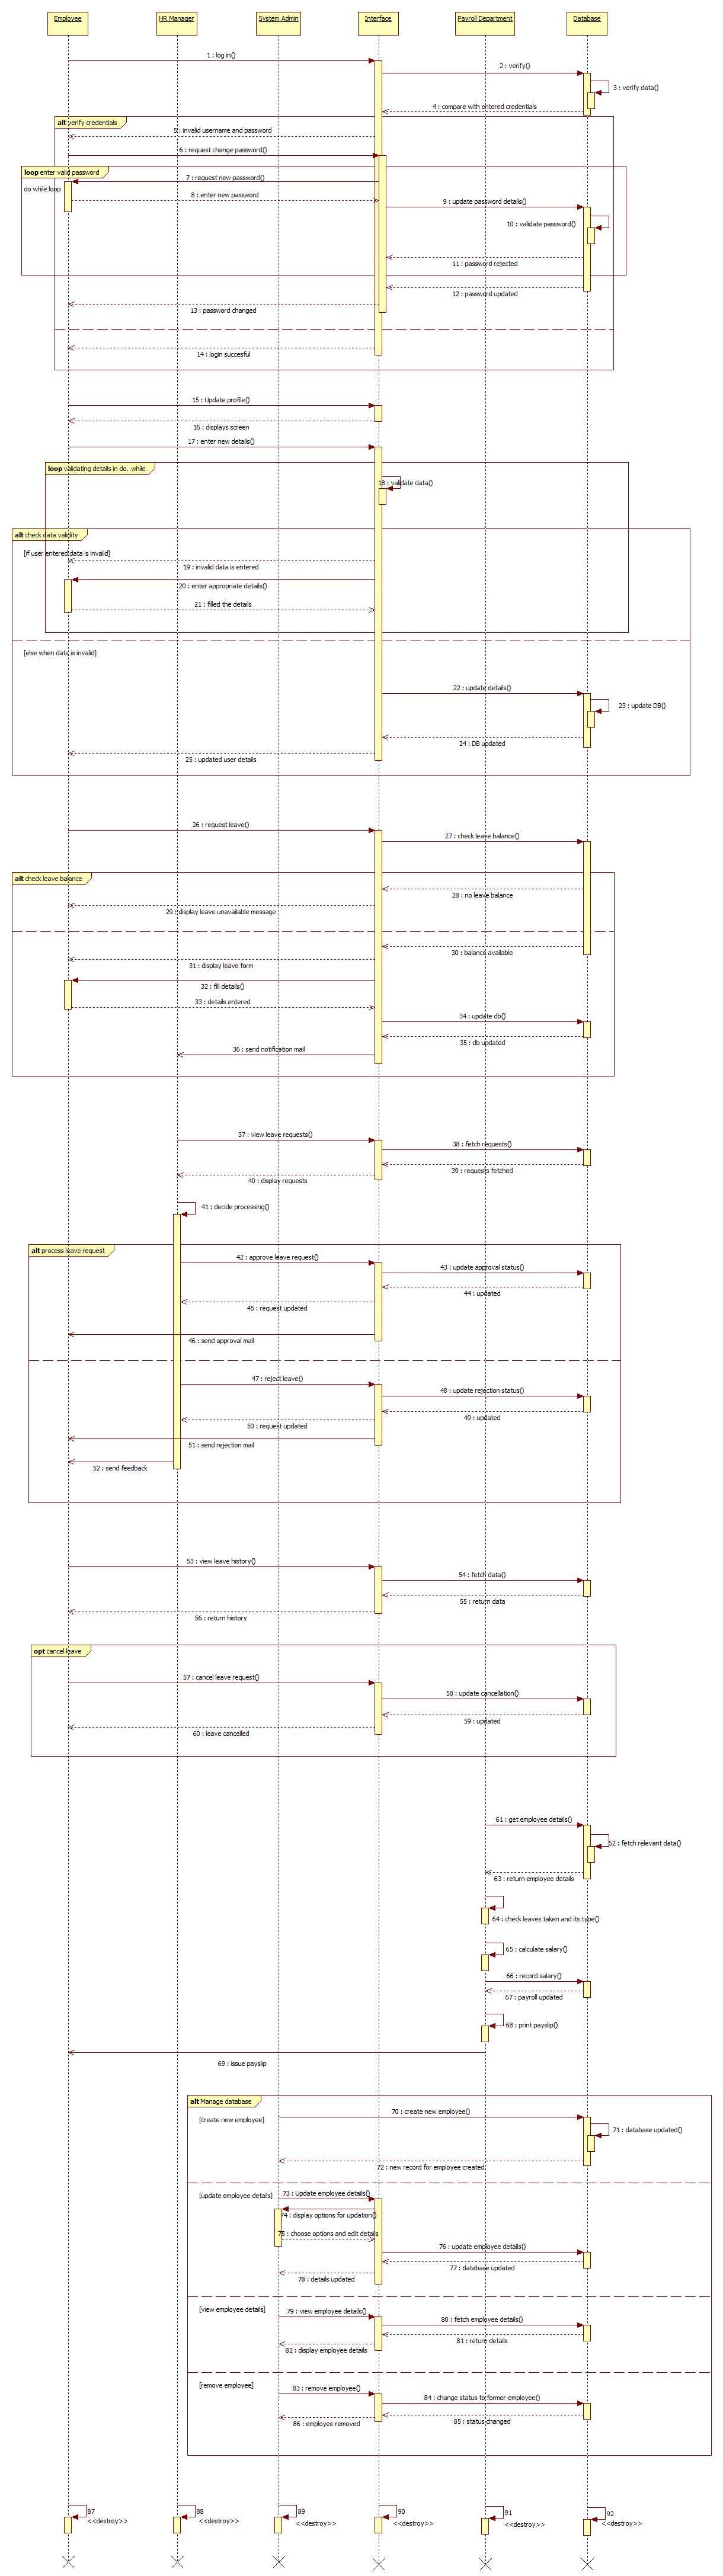 Employee
HR Manager
System Admin
Interface
Payroll Department
Database
1 : log in()
2 : verify()
3 : verify data()
4 : compare with entered credentials
alt verify credentials
5 : invalid username and password
6 : request change password()
loop enter valid password
7 : request new password()
do while loop
8 : enter new password
9 : update password details()
10 : validate password()
11 : password rejected
12 : password updated
13 : password changed
14 : login succesful
15 : Update profile()
16 : displays screen
17 : enter new details()
loop validating details in do..while
18 : validate data()
alt check data validity
[if user entered data is invalid]
19 : invalid data is entered
20 : enter appropriate details()
21 : filled the details
[else when data is invalid]
22 : update details()
23 : update DB()
24 : DB updated
25 : updated user details
26 : request leave()
27 : check leave balance()
alt check leave balance
28 : no leave balance
29 : display leave unavailable message
30 : balance available
31 : display leave form
32 : fill details()
33 : details entered
34 : update db()
35 : db updated
36 : send notification mail
37 : view leave requests()
38 : fetch requests()
39 : requests fetched
40 : display requests
41 : decide processing()
alt process leave request
42 : approve leave request()
43 : update approval status()
44 : updated
45 : request updated
46 : send approval mail
47 : reject leave()
48 : update rejection status()
49 : updated
50 : request updated
51 : send rejection mail
52 : send feedback
53 : view leave history()
54 : fetch data()
55 : return data
56 : return history
opt cancel leave
57 : cancel leave request()
58 : update cancellation()
59 : updated
60 : leave cancelled
61 : get employee details()
62 : fetch relevant data()
63 : return employee details
64 : check leaves taken and its type()
65 : calculate salary()
66 : record salary()
67 : payroll updated
68 : print payslip()
69 : issue payslip
alt Manage database
70 : create new employee()
[create new employee]
71 : database updated()
72 : new record for employee created
[update employee details]
73 : Update employee details()
74 : display options for updation()
75 : choose options and edit details
76 : update employee details()
77 : database updated
78 : details updated
[view employee details]
79 : view employee details()
80 : fetch employee details()
81 : return details
82 : display employee details
[remove employee]
83 : remove employee()
84 : change status to former-employee()
85 : status changed
86 : employee removed
87
<<destroy>>
88
<<destroy>>
89
<<destroy>>
90
<<destroy>>
91
<<destroy>>
92
<<destroy>>